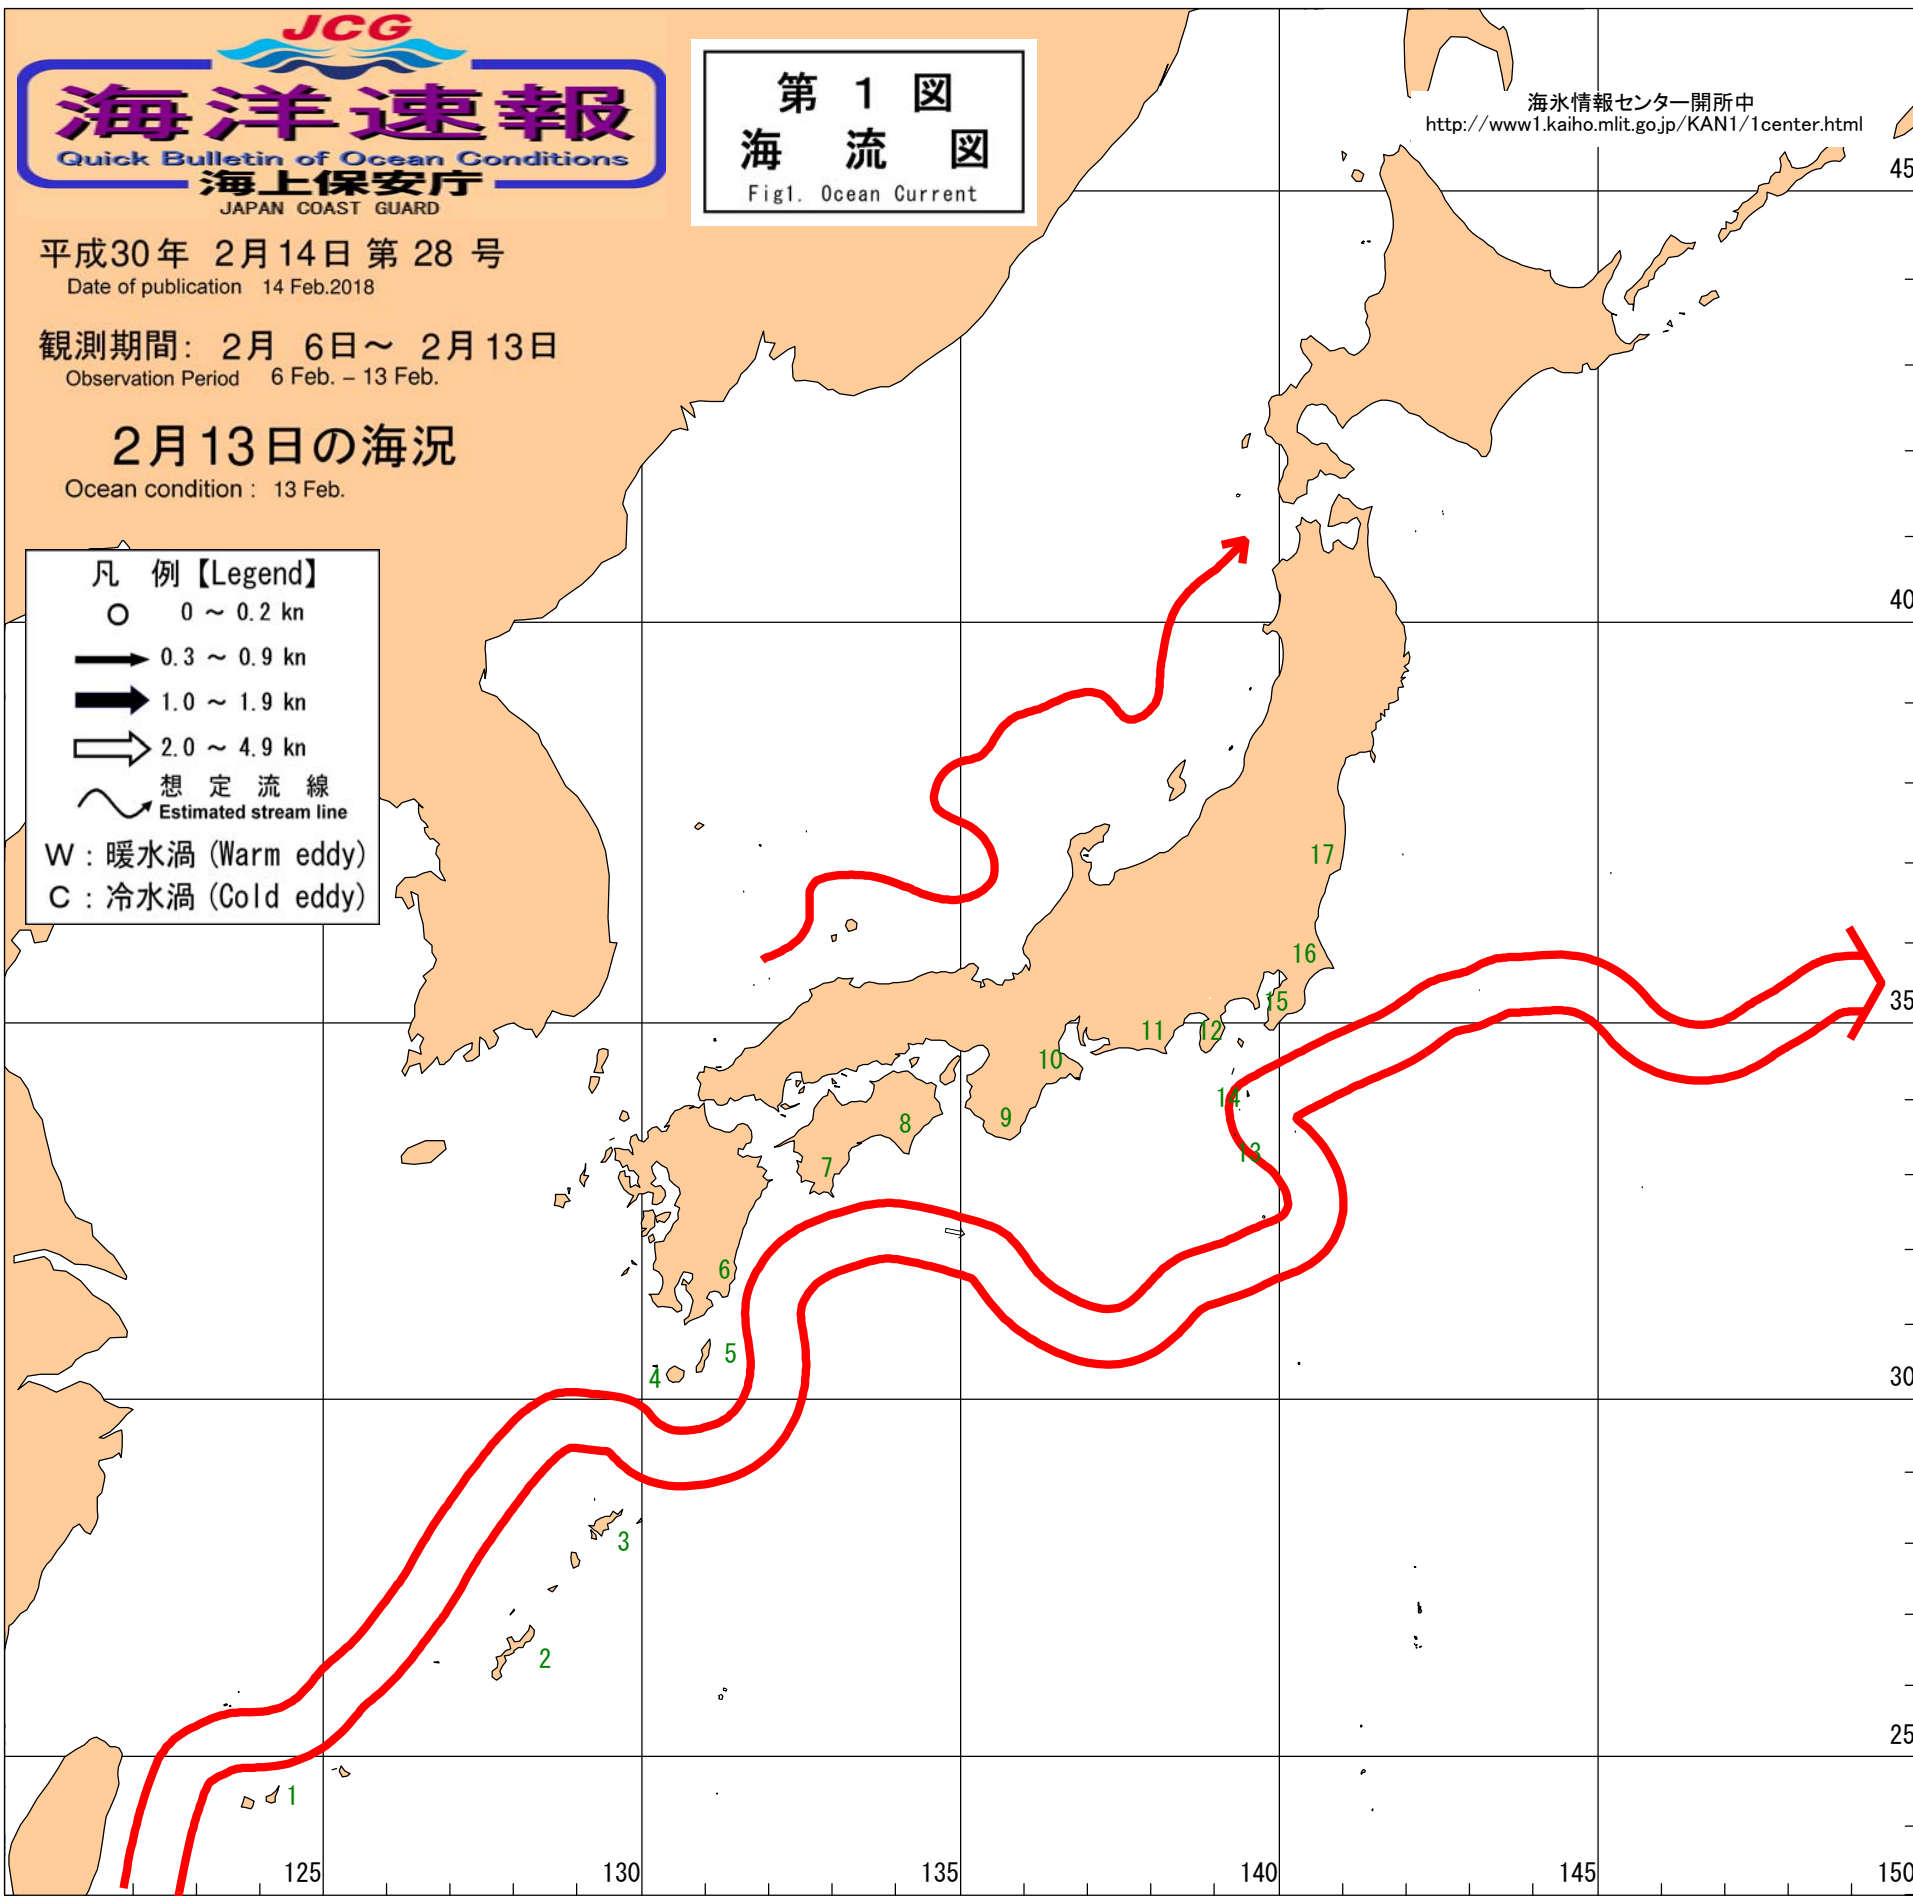 JCG
海洋速報
Quick Bulletin of Ocean Conditions
海上保安庁
JAPAN COAST GUARD
平成30年 2月14日 第 28 号
Date of publication 14 Feb.2018
観測期間： 2月 6日～ 2月13日
Observation Period 6 Feb. – 13 Feb.
2月13日の海況
Ocean condition : 13 Feb.
第 1 図
海 流 図
Fig1. Ocean Current
海氷情報センター開所中
http://www1.kaiho.mlit.go.jp/KAN1/1center.html
凡 例【Legend】
0 ～ 0.2 kn
0.3 ～ 0.9 kn
1.0 ～ 1.9 kn
2.0 ～ 4.9 kn
想 定 流 線
Estimated stream line
W : 暖水渦 (Warm eddy)
C : 冷水渦 (Cold eddy)
45
40
17
16
35
15
12
11
10
14
9
8
13
7
6
5
4
30
3
2
25
1
125
130
135
140
145
150